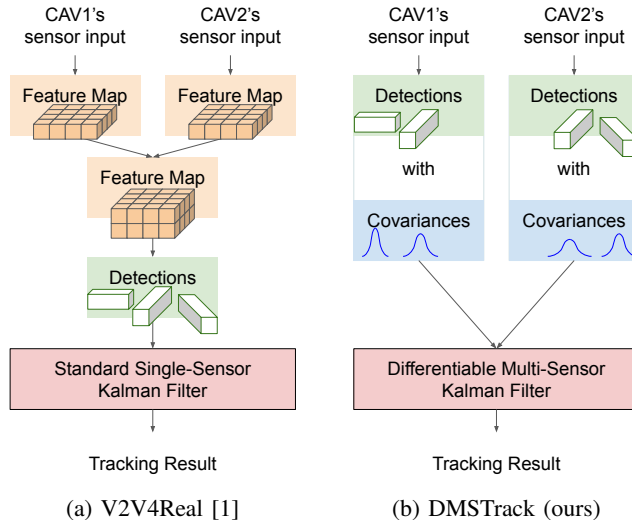 CAV1's
sensor input
CAV2's
sensor input
Feature Map
Feature Map
Feature Map
Detections
Standard Single-Sensor
Kalman Filter
Tracking Result
(a) V2V4Real [1]
CAV1's
sensor input
CAV2's
sensor input
Detections
Detections
with
with
Covariances
Covariances
Differentiable Multi-Sensor
Kalman Filter
Tracking Result
(b) DMSTrack (ours)